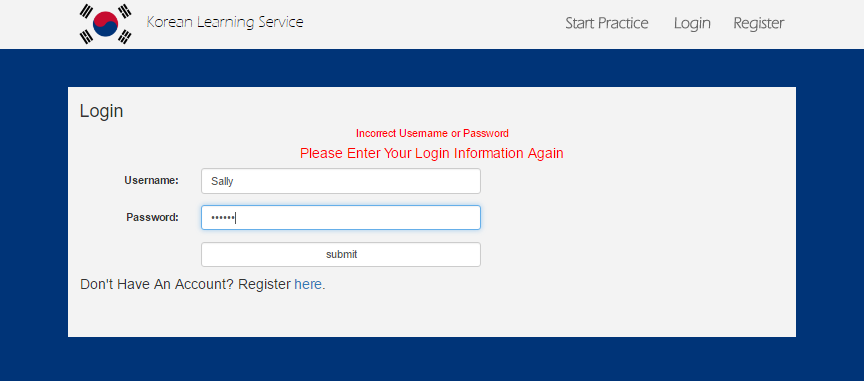 Korean Learning Service
Start Practice Login Register
Login
Incorrect Username or Password
Please Enter Your Login Information Again
Username: Sally
Password: ••••••
submit
Don't Have An Account? Register here.